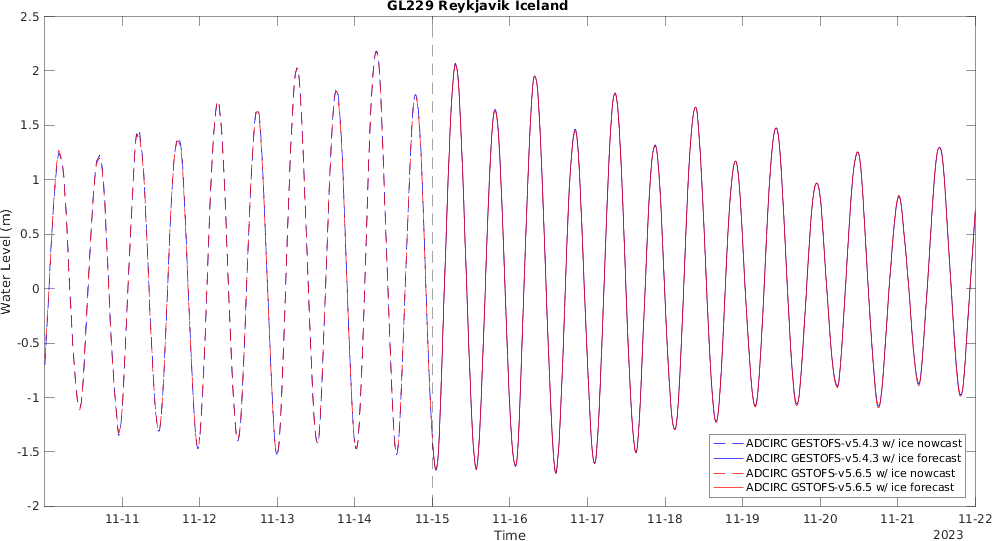 GL229 Reykjavik Iceland
Water Level (m)
2.5
2
1.5
1
0.5
0
-0.5
-1
-1.5
-2
ADCIRC GESTOFS-v5.4.3 w/ ice nowcast
ADCIRC GESTOFS-v5.4.3 w/ ice forecast
ADCIRC GSTOFS-v5.6.5 w/ ice nowcast
ADCIRC GSTOFS-v5.6.5 w/ ice forecast
11-11 11-12 11-13 11-14 11-15 11-16 11-17 11-18 11-19 11-20 11-21 11-22
Time
2023